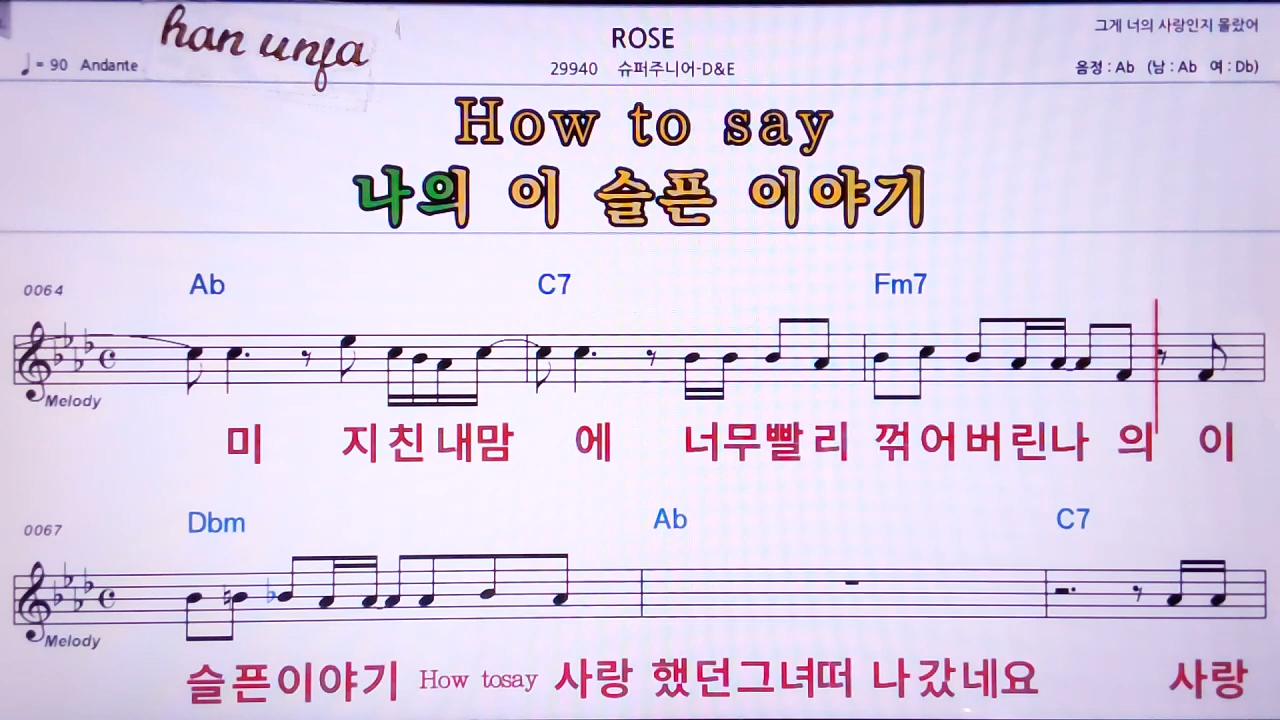 han unfa
ROSE
그게 너의 사랑인지 몰랐어
♩= 90 Andante
29940 슈퍼주니어-D&E
음정 : Ab (남 : Ab 여 : Db)
How to say
나의 이 슬픈 이야기
0064 Ab C7 Fm7
Melody
미 지친내맘 에 너무빨리 꺾어버린나 의 이
0067 Dbm Ab C7
Melody
슬픈이야기 How tosay 사랑 했던그녀떠 나갔네요 사랑